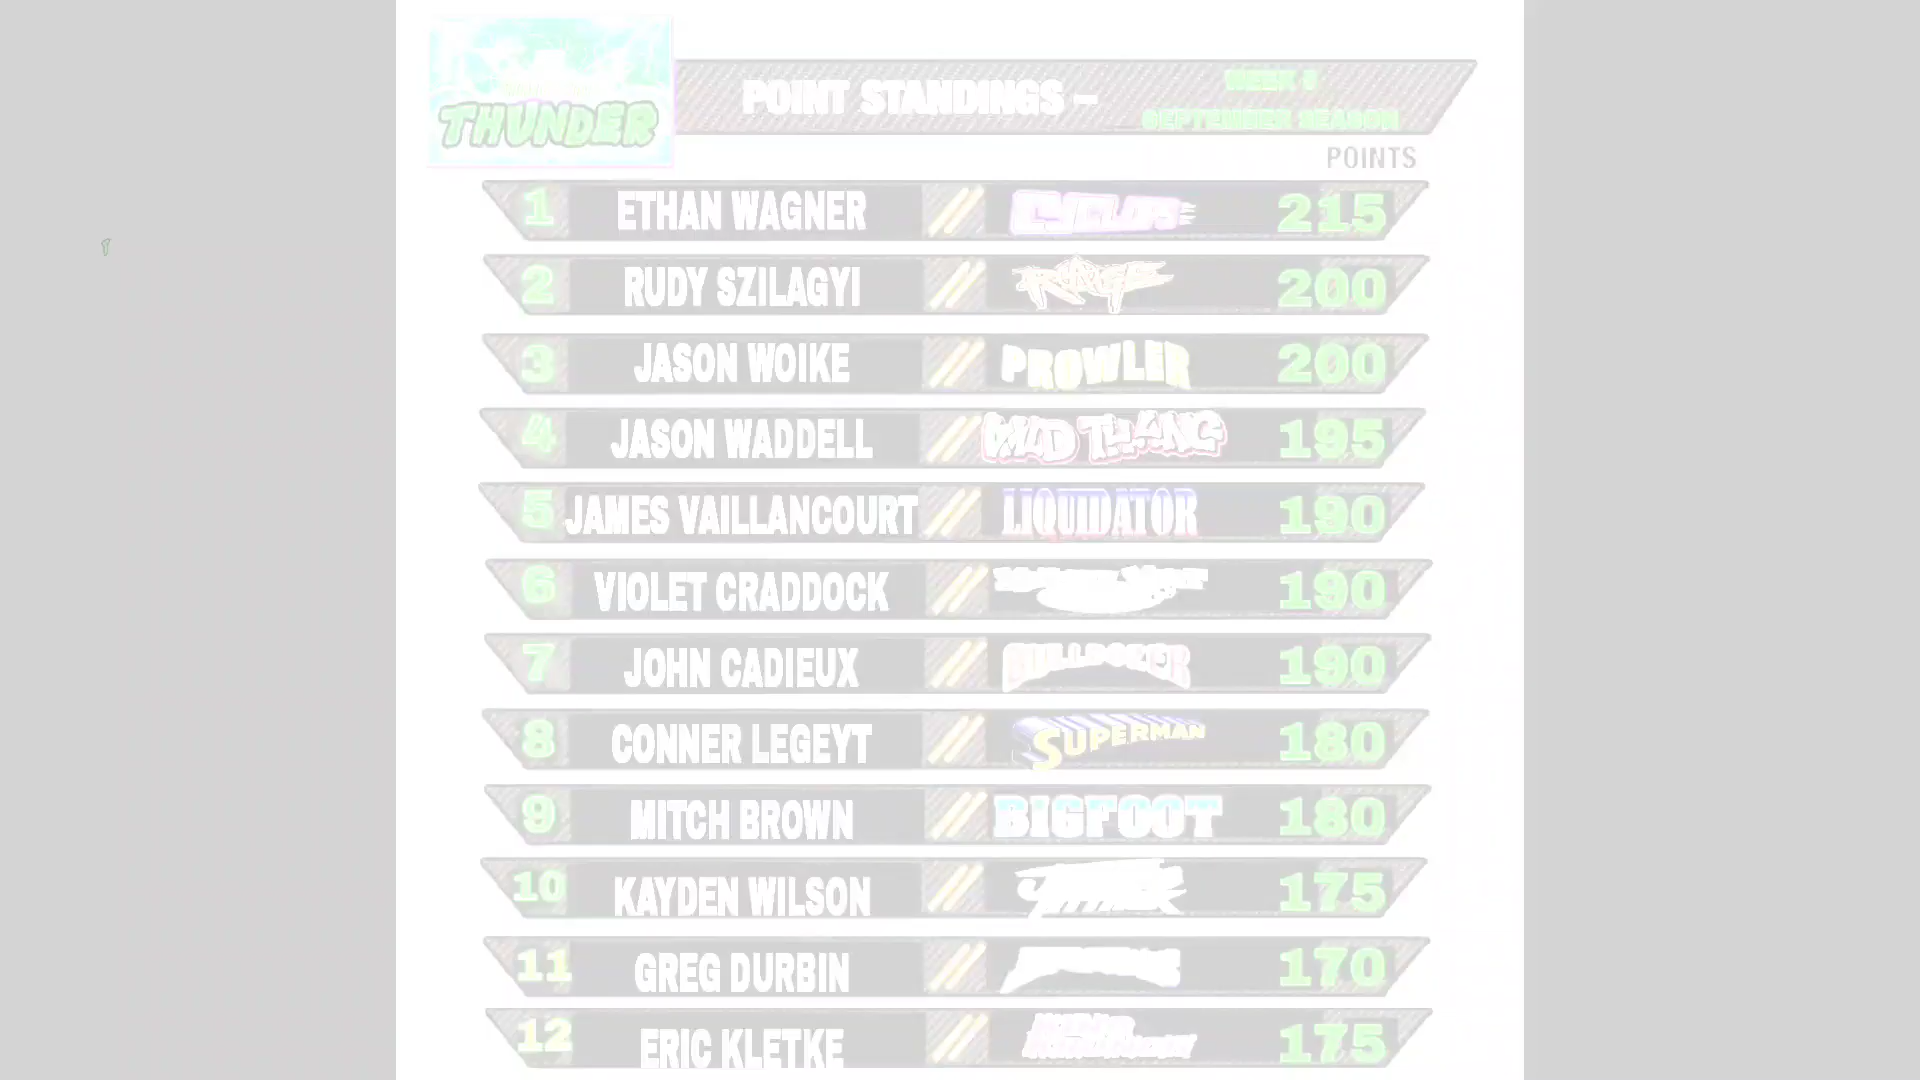 THUNDER
POINT STANDINGS –
WEEK
SEPTEMBER SEASON
POINTS
1 ETHAN WAGNER CYCLOPS 215
2 RUDY SZILAGYI RAGE 200
3 JASON WOIKE PROWLER 200
4 JASON WADDELL WILD THANG 195
5 JAMES VAILLANCOURT LIQUIDATOR 190
6 VIOLET CRADDOCK 190
7 JOHN CADIEUX BULLDOZER 190
8 CONNER LEGEYT SUPERMAN 180
9 MITCH BROWN BIGFOOT 180
10 KAYDEN WILSON 175
11 GREG DURBIN 170
12 ERIC KLETKE 175